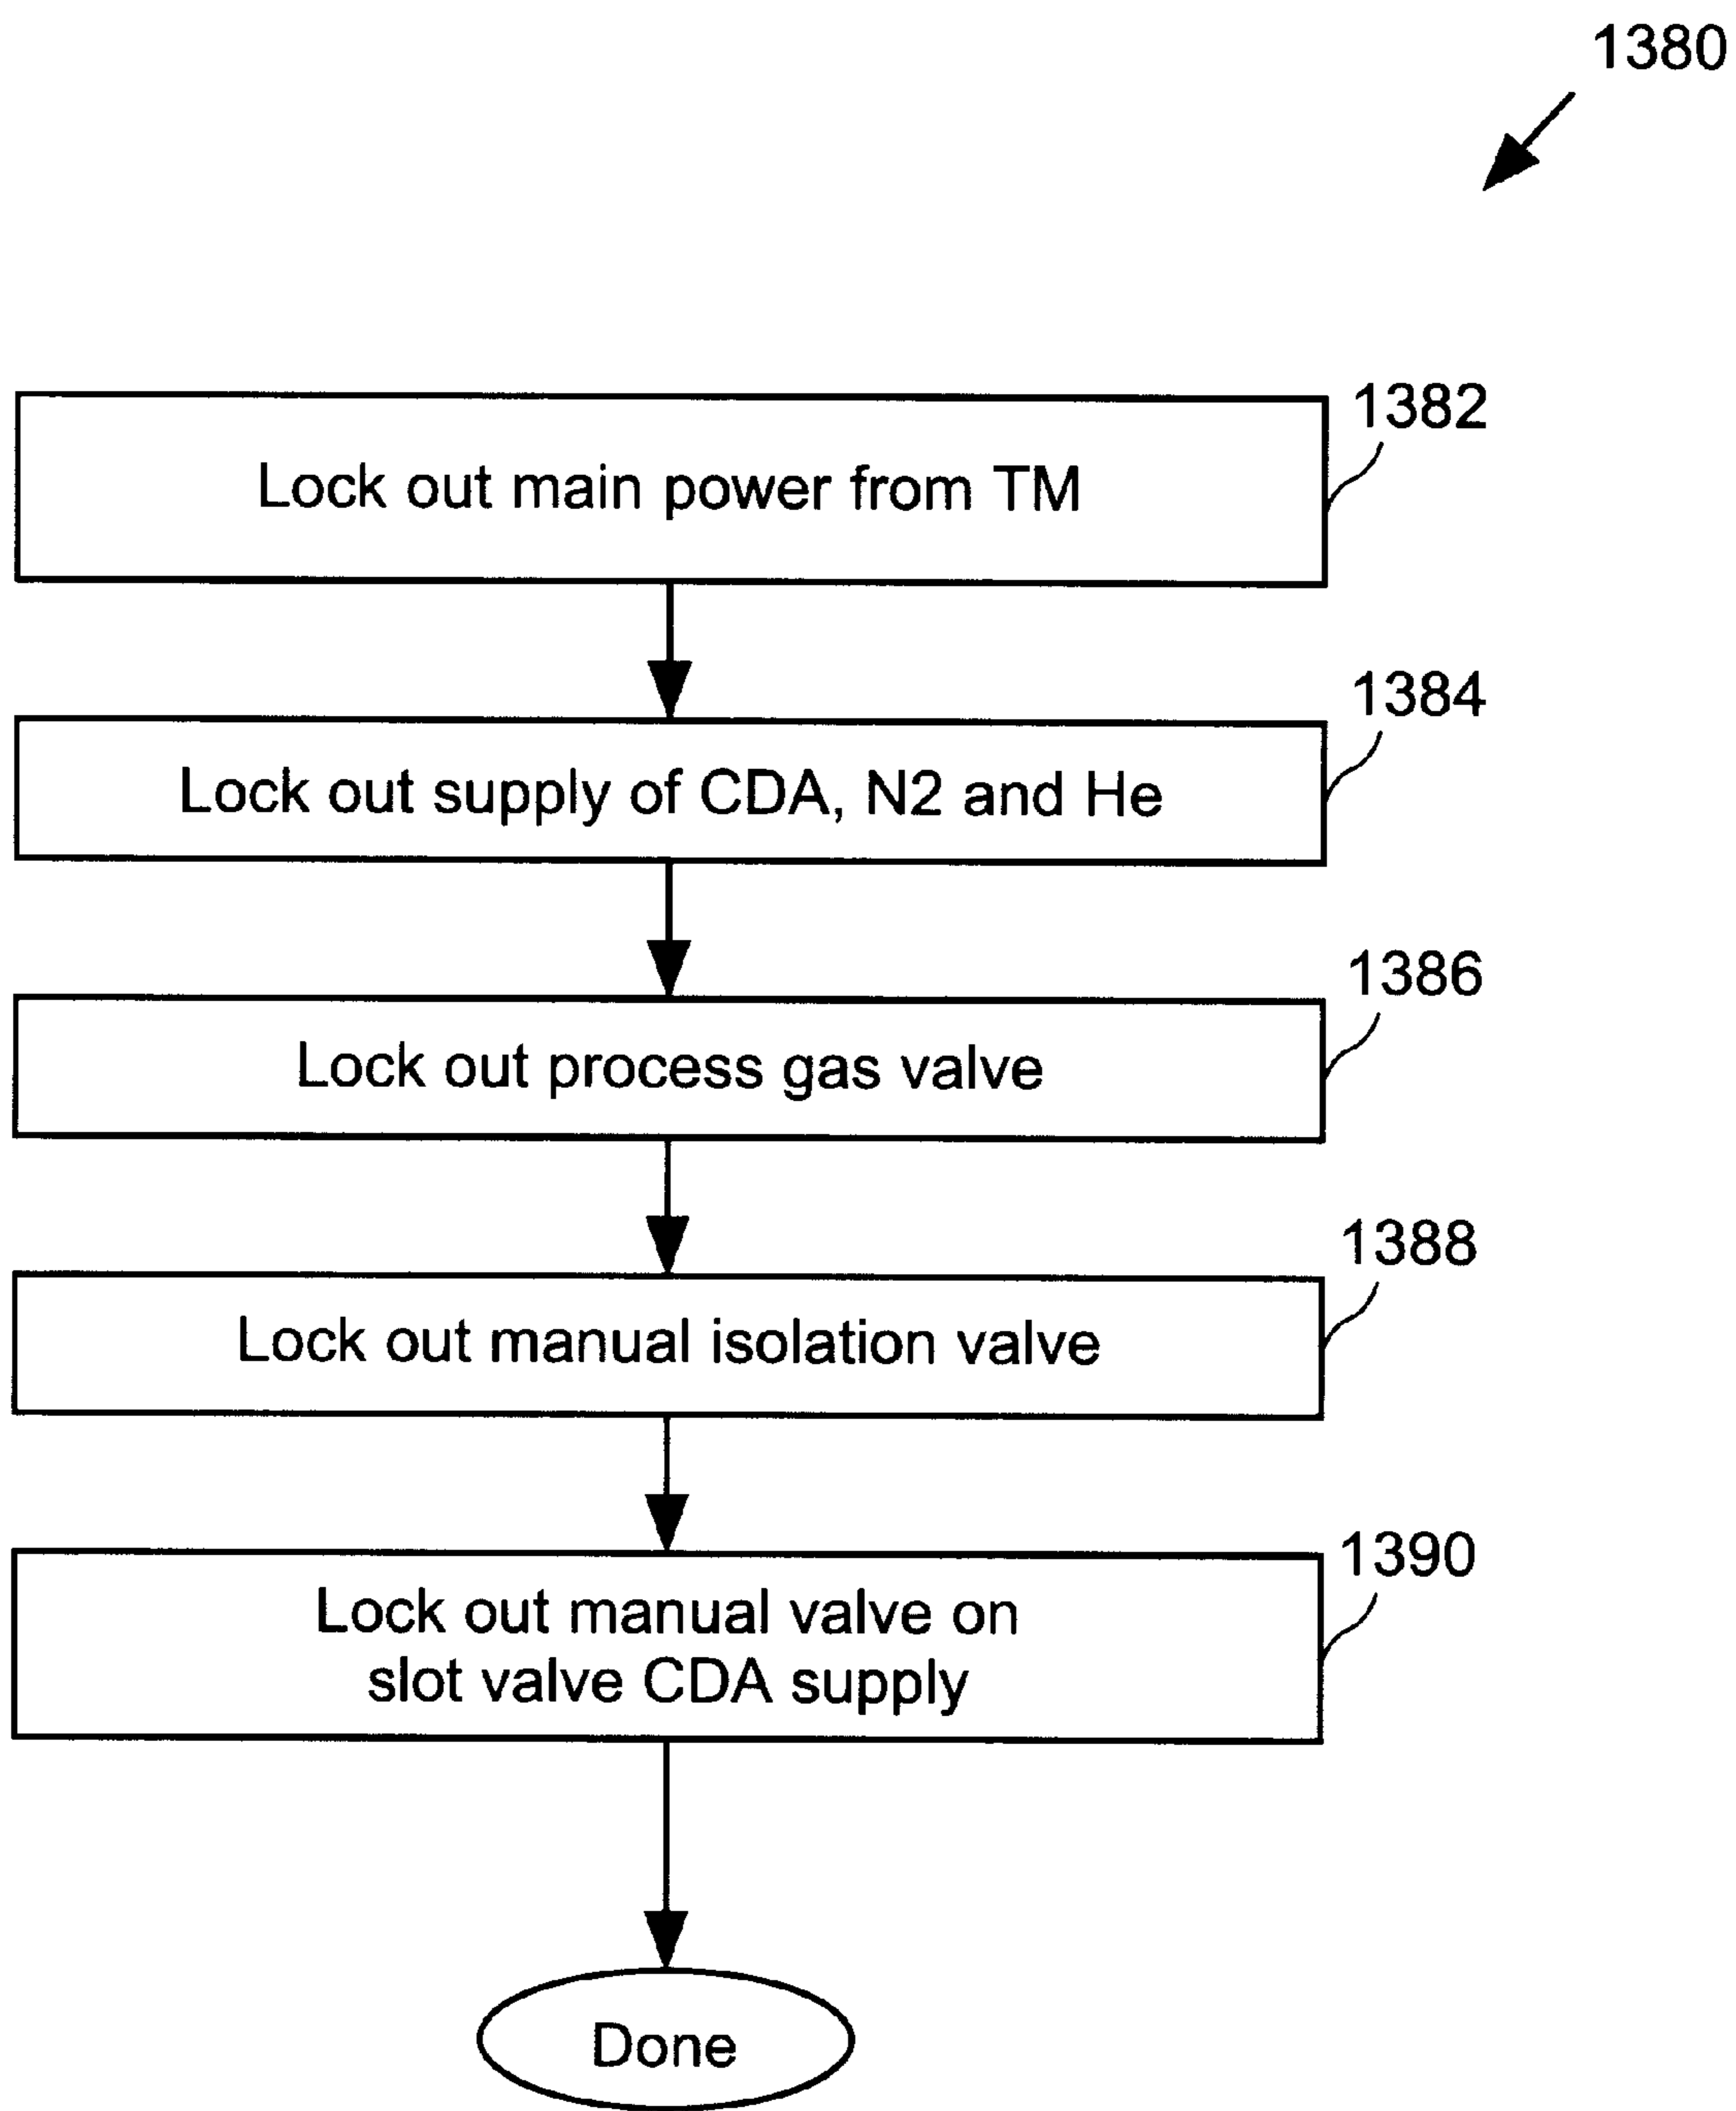 1380
1382
Lock out main power from TM
1384
Lock out supply of CDA, N2 and He
1386
Lock out process gas valve
1388
Lock out manual isolation valve
1390
Lock out manual valve on
slot valve CDA supply
Done